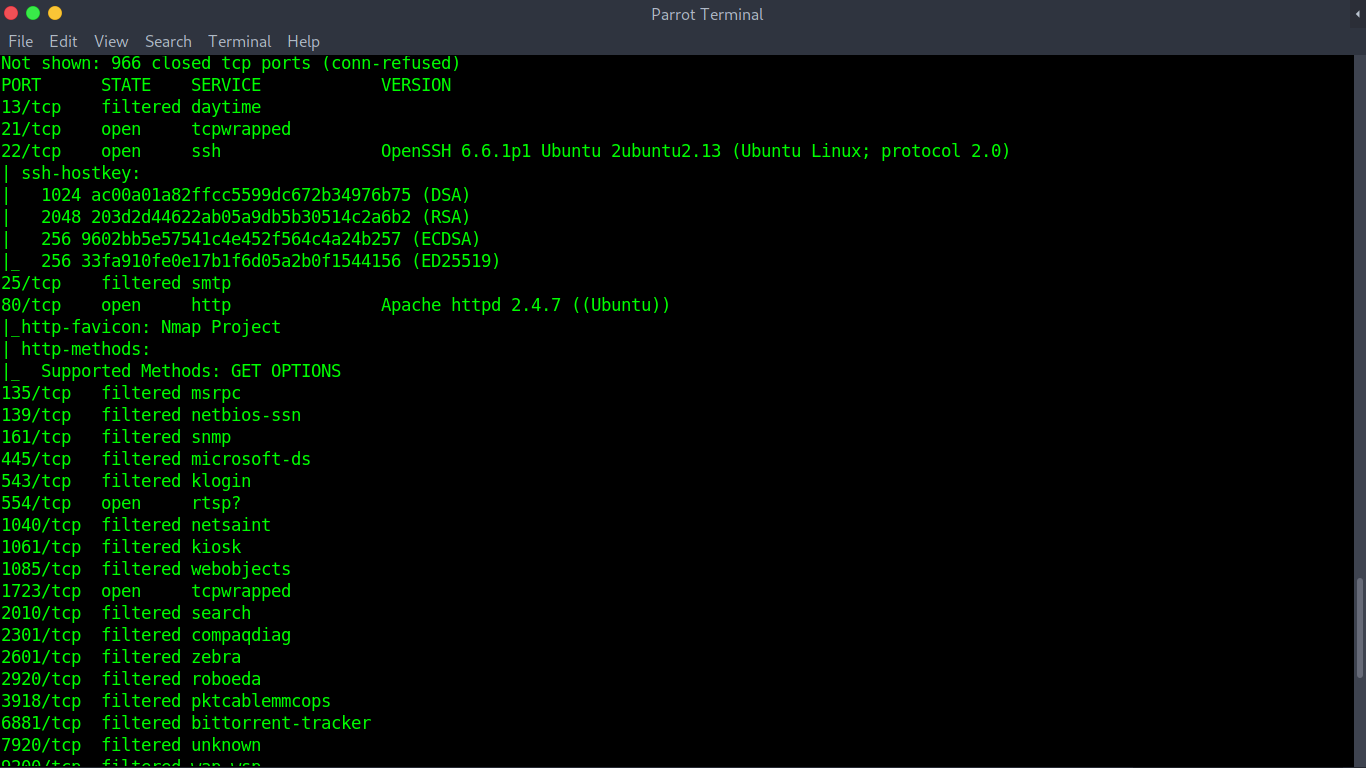 Parrot Terminal
File Edit View Search Terminal Help
Not shown: 966 closed tcp ports (conn-refused)
PORT      STATE    SERVICE            VERSION
13/tcp    filtered daytime
21/tcp    open     tcpwrapped
22/tcp    open     ssh                OpenSSH 6.6.1p1 Ubuntu 2ubuntu2.13 (Ubuntu Linux; protocol 2.0)
| ssh-hostkey:
|   1024 ac00a01a82ffcc5599dc672b34976b75 (DSA)
|   2048 203d2d44622ab05a9db5b30514c2a6b2 (RSA)
|   256 9602bb5e57541c4e452f564c4a24b257 (ECDSA)
|_  256 33fa910fe0e17b1f6d05a2b0f1544156 (ED25519)
25/tcp    filtered smtp
80/tcp    open     http               Apache httpd 2.4.7 ((Ubuntu))
|_http-favicon: Nmap Project
| http-methods:
|_  Supported Methods: GET OPTIONS
135/tcp   filtered msrpc
139/tcp   filtered netbios-ssn
161/tcp   filtered snmp
445/tcp   filtered microsoft-ds
543/tcp   filtered klogin
554/tcp   open     rtsp?
1040/tcp  filtered netsaint
1061/tcp  filtered kiosk
1085/tcp  filtered webobjects
1723/tcp  open     tcpwrapped
2010/tcp  filtered search
2301/tcp  filtered compaqdiag
2601/tcp  filtered zebra
2920/tcp  filtered roboeda
3918/tcp  filtered pktcablemmcops
6881/tcp  filtered bittorrent-tracker
7920/tcp  filtered unknown
9200/tcp  filtered wap-wsp